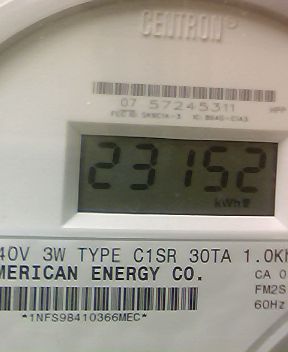 CENTRON®
07 57245311
23152
kWh
40V 3W TYPE C1SR 30TA 1.0Kh
MERICAN ENERGY CO.
CA 0
FM2S
60Hz
*1NFS98410366MEC*